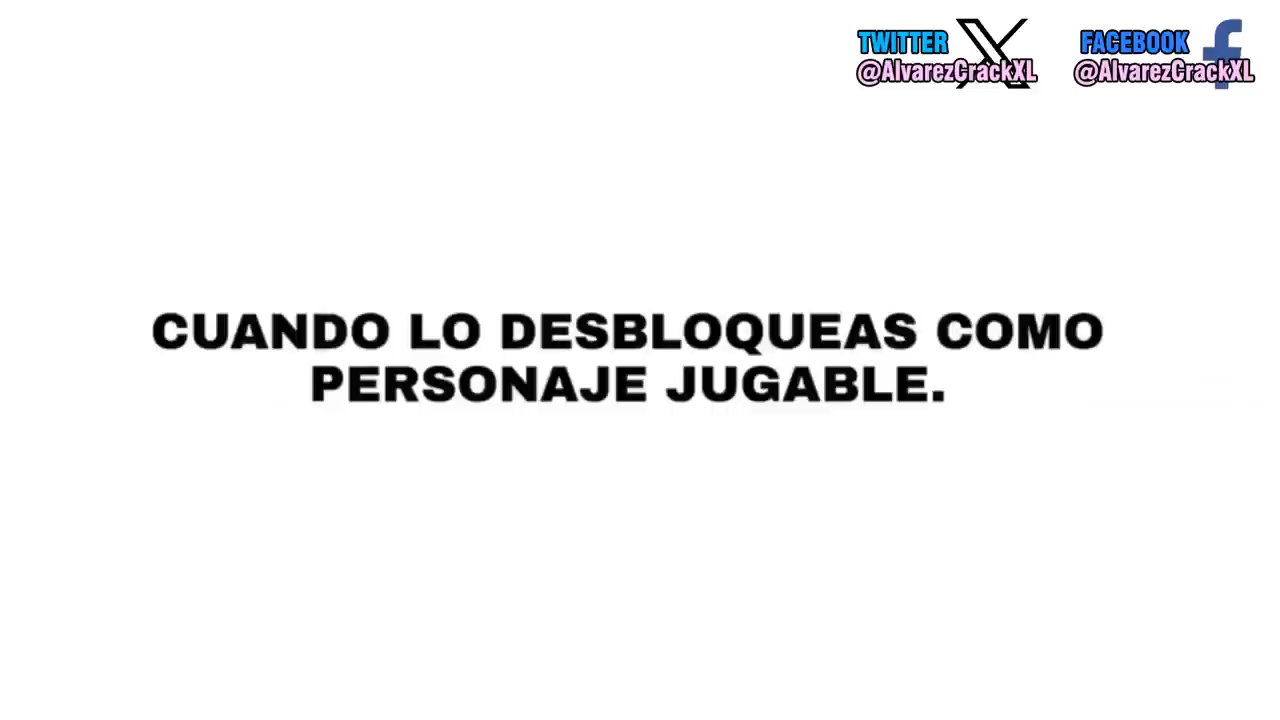 TWITTER
@AlvarezCrackXL
FACEBOOK
@AlvarezCrackXL
CUANDO LO DESBLOQUEAS COMO
PERSONAJE JUGABLE.